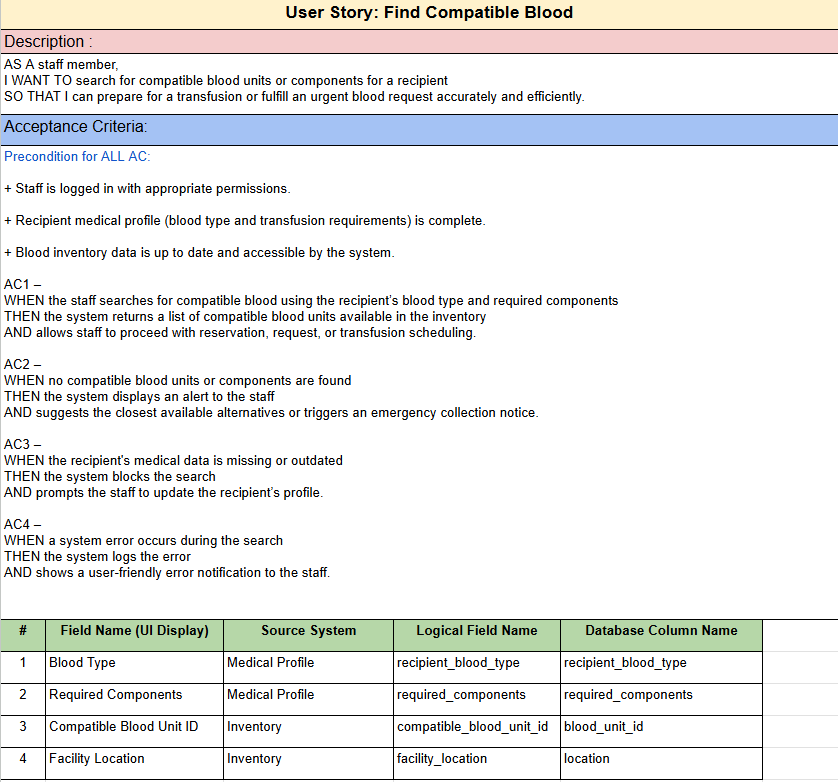 User Story: Find Compatible Blood
Description :
AS A staff member,
I WANT TO search for compatible blood units or components for a recipient
SO THAT I can prepare for a transfusion or fulfill an urgent blood request accurately and efficiently.
Acceptance Criteria:
Precondition for ALL AC:
+ Staff is logged in with appropriate permissions.
+ Recipient medical profile (blood type and transfusion requirements) is complete.
+ Blood inventory data is up to date and accessible by the system.
AC1 –
WHEN the staff searches for compatible blood using the recipient's blood type and required components
THEN the system returns a list of compatible blood units available in the inventory
AND allows staff to proceed with reservation, request, or transfusion scheduling.
AC2 –
WHEN no compatible blood units or components are found
THEN the system displays an alert to the staff
AND suggests the closest available alternatives or triggers an emergency collection notice.
AC3 –
WHEN the recipient's medical data is missing or outdated
THEN the system blocks the search
AND prompts the staff to update the recipient's profile.
AC4 –
WHEN a system error occurs during the search
THEN the system logs the error
AND shows a user-friendly error notification to the staff.
# Field Name (UI Display) Source System Logical Field Name Database Column Name
1 Blood Type Medical Profile recipient_blood_type recipient_blood_type
2 Required Components Medical Profile required_components required_components
3 Compatible Blood Unit ID Inventory compatible_blood_unit_id blood_unit_id
4 Facility Location Inventory facility_location location